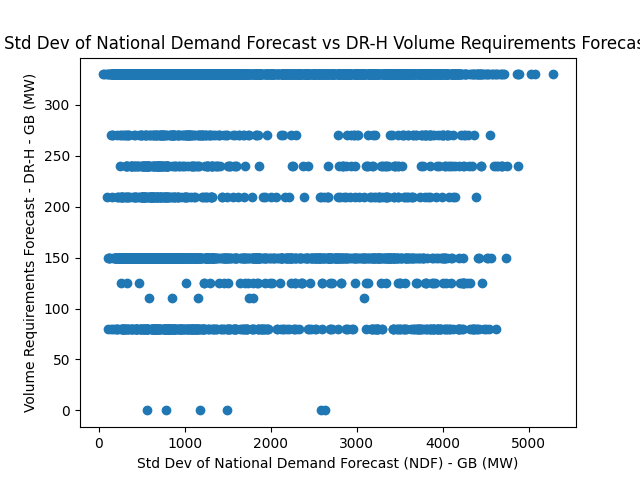 Std Dev of National Demand Forecast vs DR-H Volume Requirements Forecas
Volume Requirements Forecast - DR-H - GB (MW)
300
250
200
150
100
50
0
0 1000 2000 3000 4000 5000
Std Dev of National Demand Forecast (NDF) - GB (MW)